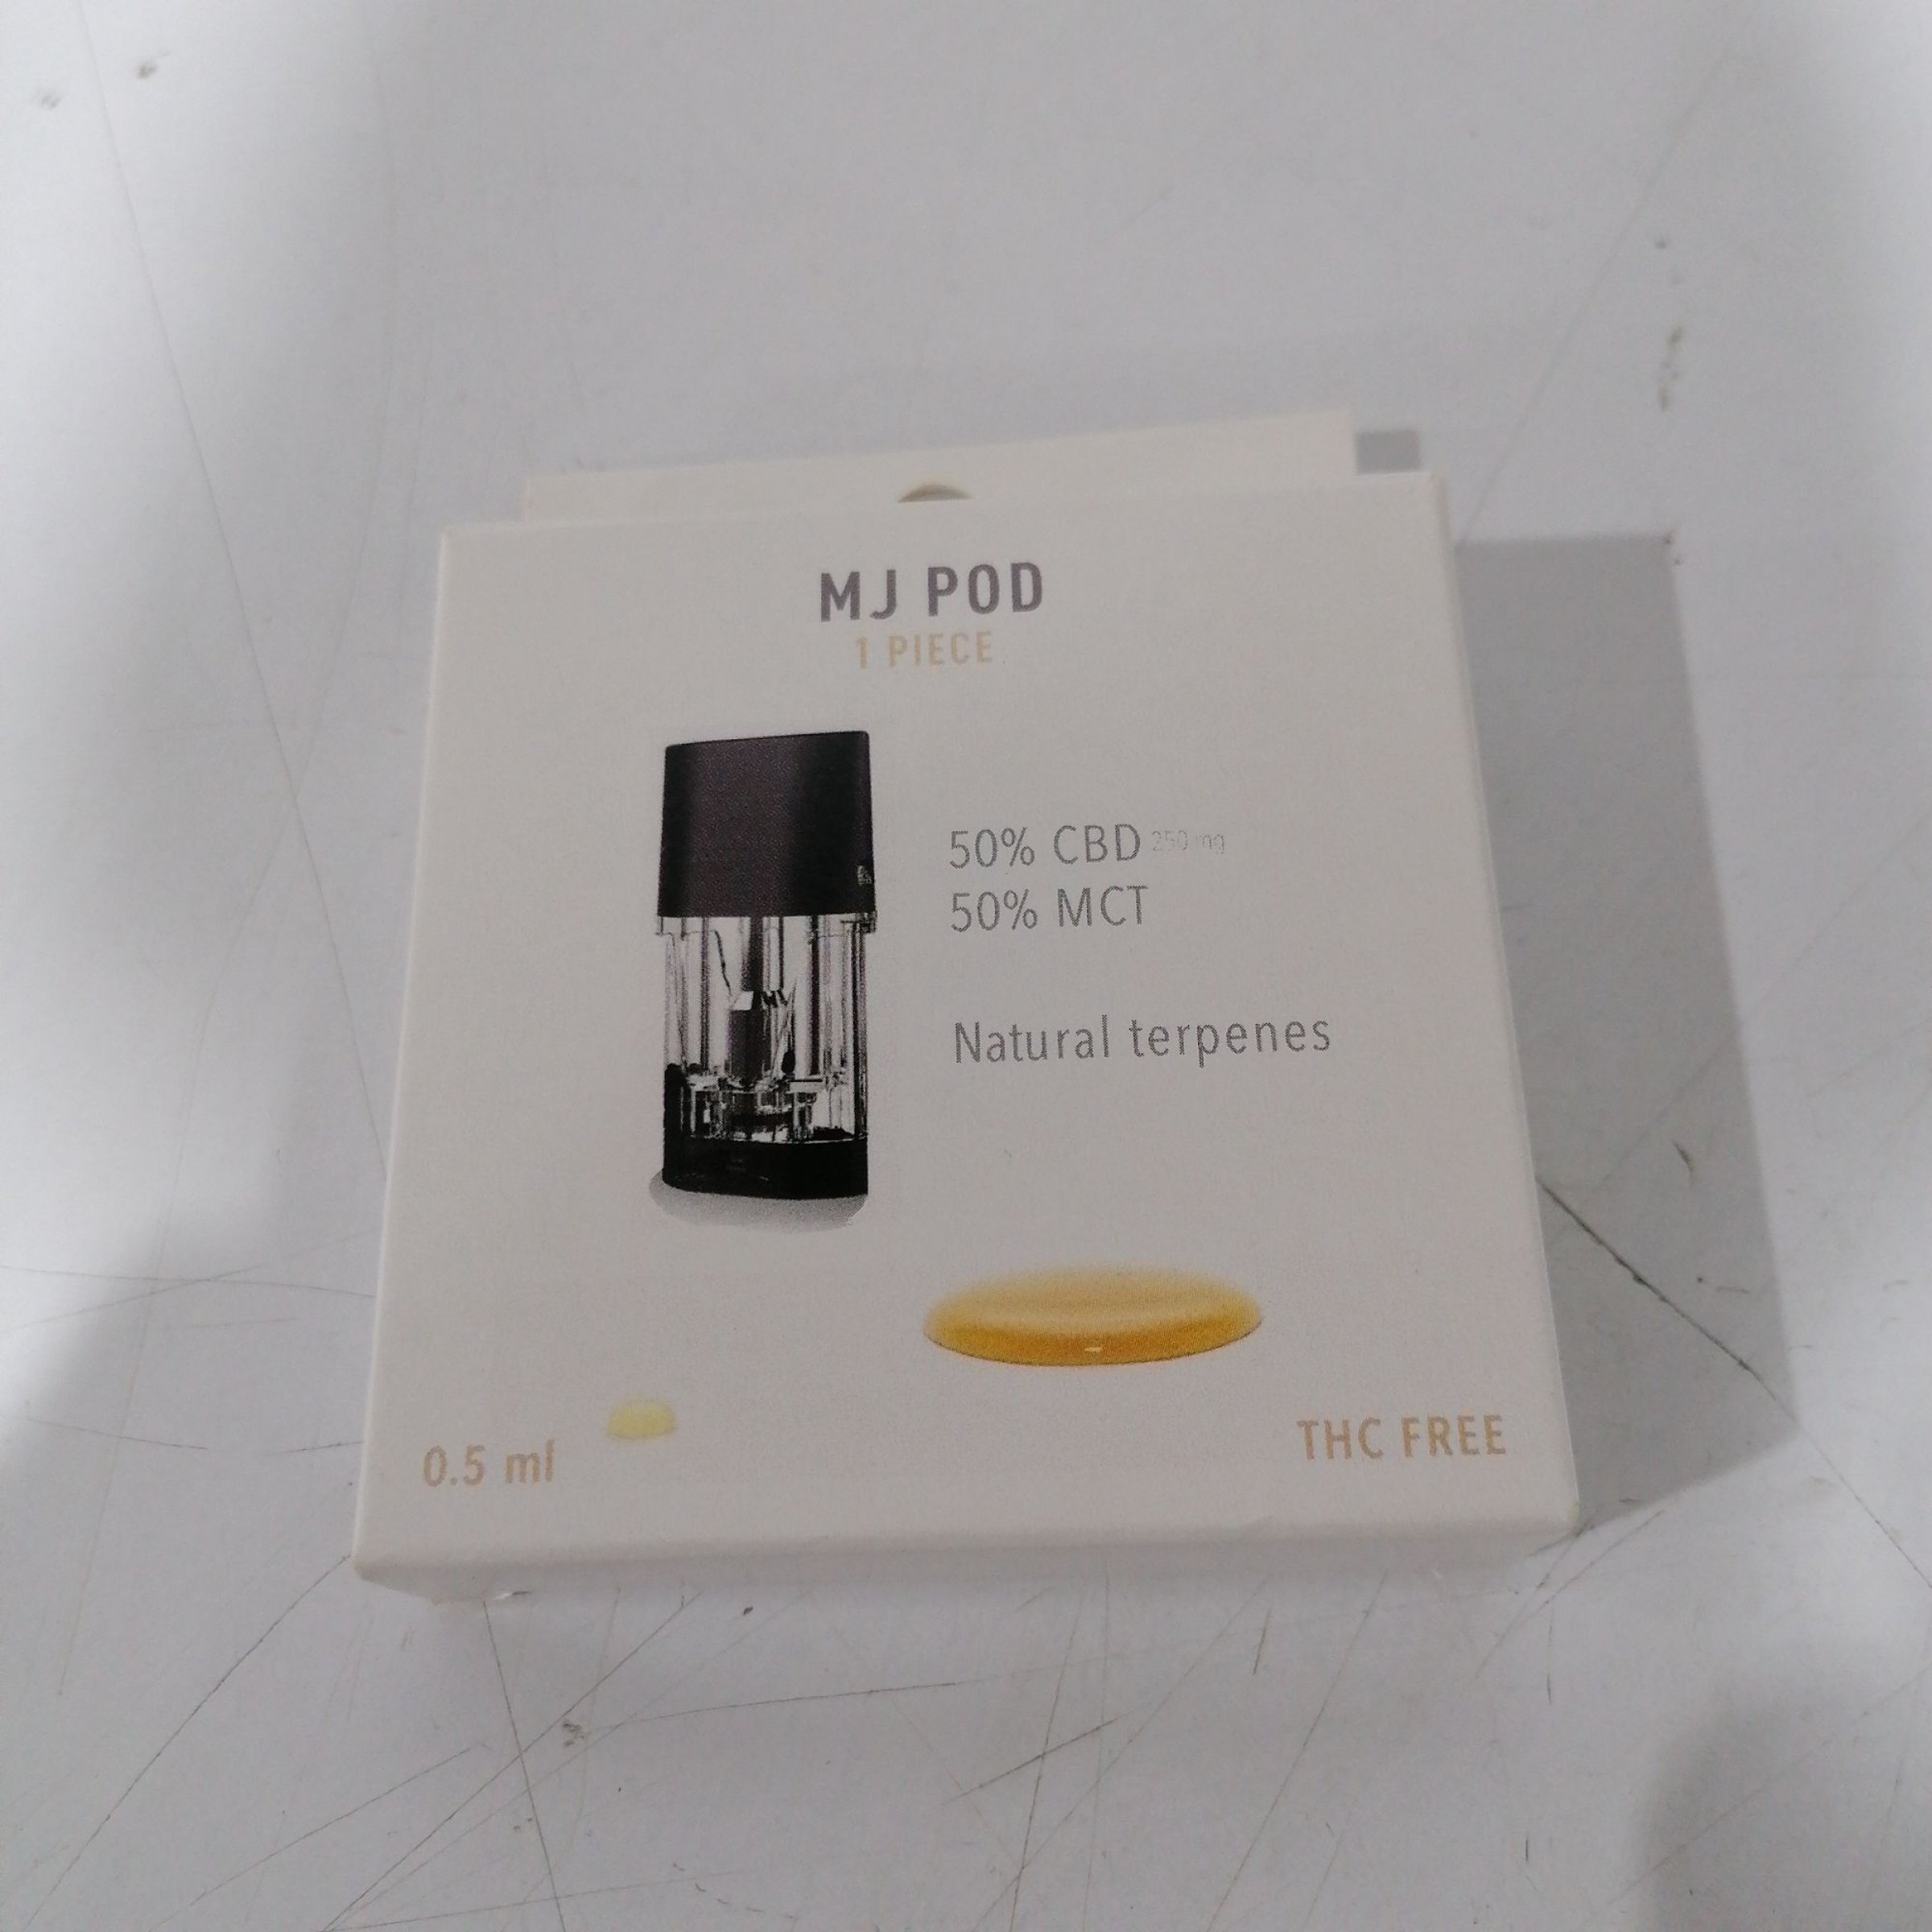 MJ POD
1 PIECE
50% CBD 250 mg
50% MCT
Natural terpenes
0.5 ml
THC FREE